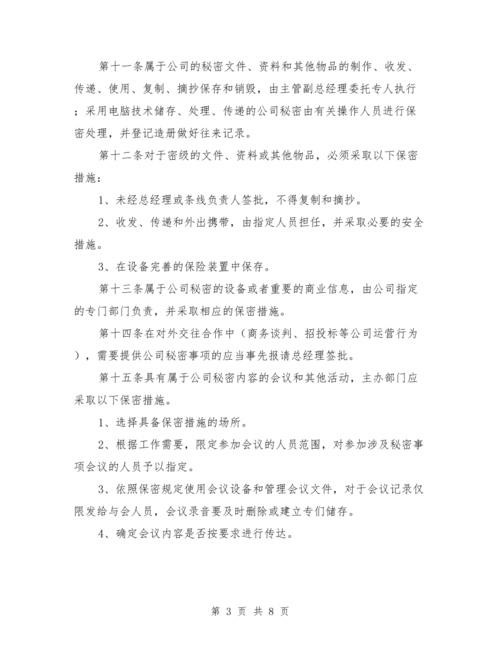 第十一条属于公司的秘密文件、资料和其他物品的制作、收发、
传递、使用、复制、摘抄保存和销毁，由主管副总经理委托专人执行
；采用电脑技术储存、处理、传递的公司秘密由有关操作人员进行保
密处理，并登记造册做好往来记录。
第十二条对于密级的文件、资料或其他物品，必须采取以下保密
措施：
1、未经总经理或条线负责人签批，不得复制和摘抄。
2、收发、传递和外出携带，由指定人员担任，并采取必要的安全
措施。
3、在设备完善的保险装置中保存。
第十三条属于公司秘密的设备或者重要的商业信息，由公司指定
的专门部门负责，并采取相应的保密措施。
第十四条在对外交往合作中（商务谈判、招投标等公司运营行为
），需要提供公司秘密事项的应当事先报请总经理签批。
第十五条具有属于公司秘密内容的会议和其他活动，主办部门应
采取以下保密措施。
1、选择具备保密措施的场所。
2、根据工作需要，限定参加会议的人员范围，对参加涉及秘密事
项会议的人员予以指定。
3、依照保密规定使用会议设备和管理会议文件，对于会议记录仅
限发给与会人员，会议录音要及时删除或建立专们储存。
4、确定会议内容是否按要求进行传达。
第 3 页 共 8 页